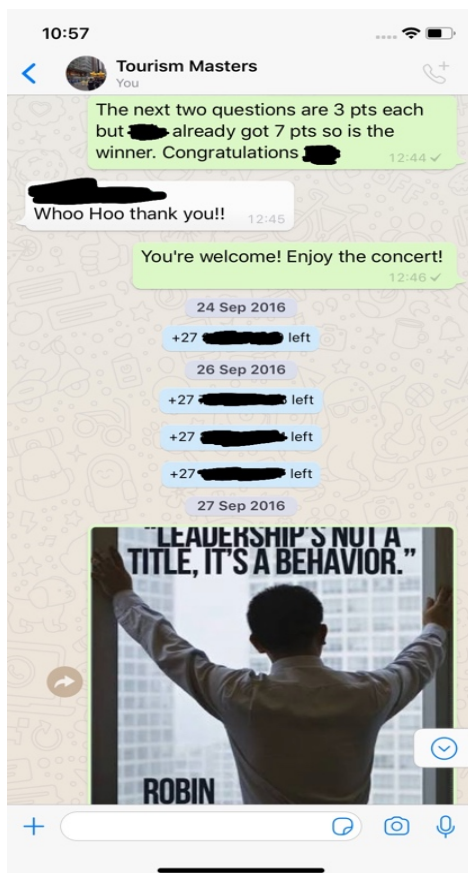 10:57
Tourism Masters
You
The next two questions are 3 pts each
but already got 7 pts so is the
winner. Congratulations
12:44
Whoo Hoo thank you!!
12:45
You're welcome! Enjoy the concert!
12:46
24 Sep 2016
+27 left
26 Sep 2016
+27 left
+27 left
+27 left
27 Sep 2016
"LEADERSHIP'S NOT A
TITLE, IT'S A BEHAVIOR."
ROBIN